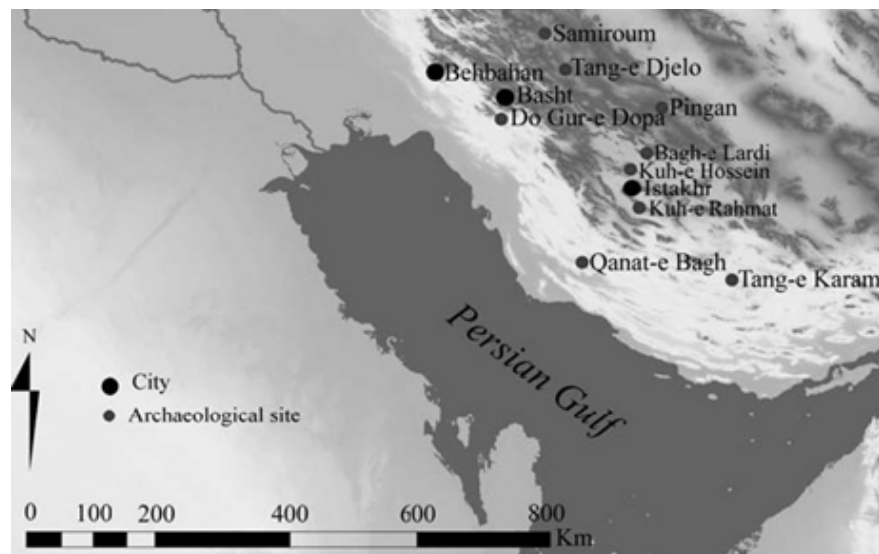 Samiroum
Behbahan
Tang-e Djelo
Basht
Do Gur-e Dopa
Pingan
Bagh-e Lardi
Kuh-e Hossein
Istakhr
Kuh-e Rahmat
Qanat-e Bagh
Tang-e Karam
Persian Gulf
N
City
Archaeological site
0 100 200 400 600 800
Km